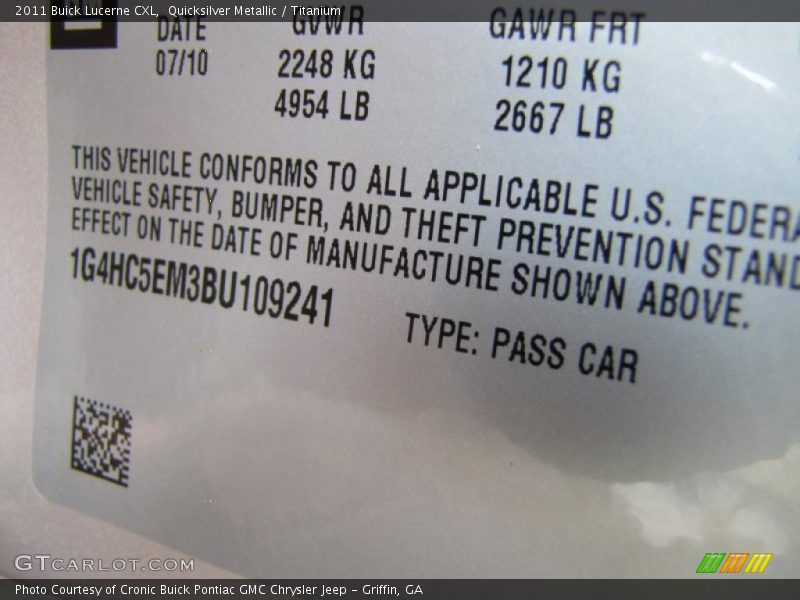 2011 Buick Lucerne CXL, Quicksilver Metallic / Titanium
DATE GVWR GAWR FRT
07/10 2248 KG 1210 KG
4954 LB 2667 LB
THIS VEHICLE CONFORMS TO ALL APPLICABLE U.S. FEDERA
VEHICLE SAFETY, BUMPER, AND THEFT PREVENTION STAND
EFFECT ON THE DATE OF MANUFACTURE SHOWN ABOVE.
1G4HC5EM3BU109241 TYPE: PASS CAR
GTCARLOT.COM
Photo Courtesy of Cronic Buick Pontiac GMC Chrysler Jeep - Griffin, GA